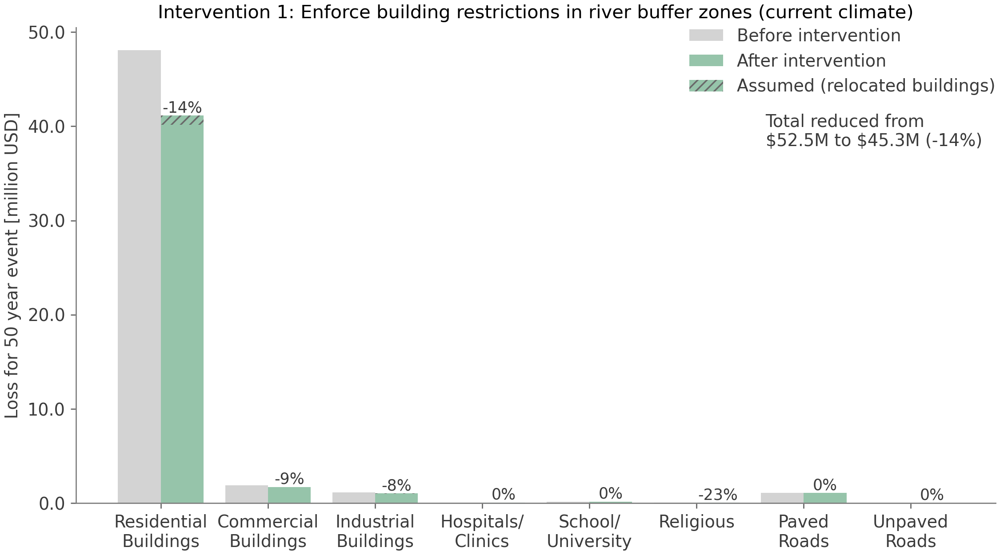 Intervention 1: Enforce building restrictions in river buffer zones (current climate)
Before intervention
After intervention
Assumed (relocated buildings)
Total reduced from
$52.5M to $45.3M (-14%)
Loss for 50 year event [million USD]
50.0
40.0
30.0
20.0
10.0
0.0
-14%
-9%
-8%
0%
0%
-23%
0%
0%
Residential
Buildings
Commercial
Buildings
Industrial
Buildings
Hospitals/
Clinics
School/
University
Religious
Paved
Roads
Unpaved
Roads